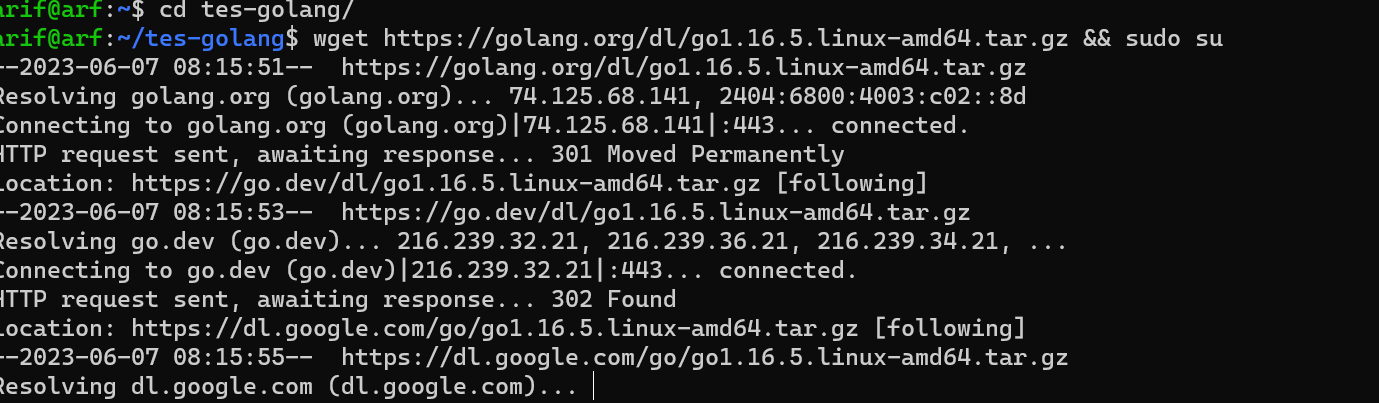 arif@arf:~$ cd tes-golang/
arif@arf:~/tes-golang$ wget https://golang.org/dl/go1.16.5.linux-amd64.tar.gz && sudo su
--2023-06-07 08:15:51--  https://golang.org/dl/go1.16.5.linux-amd64.tar.gz
Resolving golang.org (golang.org)... 74.125.68.141, 2404:6800:4003:c02::8d
Connecting to golang.org (golang.org)|74.125.68.141|:443... connected.
HTTP request sent, awaiting response... 301 Moved Permanently
Location: https://go.dev/dl/go1.16.5.linux-amd64.tar.gz [following]
--2023-06-07 08:15:53--  https://go.dev/dl/go1.16.5.linux-amd64.tar.gz
Resolving go.dev (go.dev)... 216.239.32.21, 216.239.36.21, 216.239.34.21, ...
Connecting to go.dev (go.dev)|216.239.32.21|:443... connected.
HTTP request sent, awaiting response... 302 Found
Location: https://dl.google.com/go/go1.16.5.linux-amd64.tar.gz [following]
--2023-06-07 08:15:55--  https://dl.google.com/go/go1.16.5.linux-amd64.tar.gz
Resolving dl.google.com (dl.google.com)...